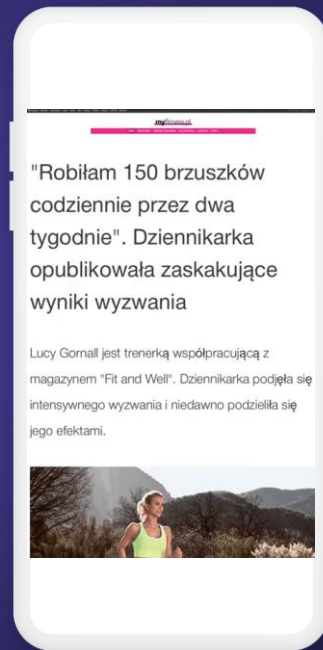 myfitness.pl
"Robiłam 150 brzuszków
codziennie przez dwa
tygodnie". Dziennikarka
opublikowała zaskakujące
wyniki wyzwania
Lucy Gornall jest trenerką współpracującą z
magazynem "Fit and Well". Dziennikarka podjęła się
intensywnego wyzwania i niedawno podzieliła się
jego efektami.